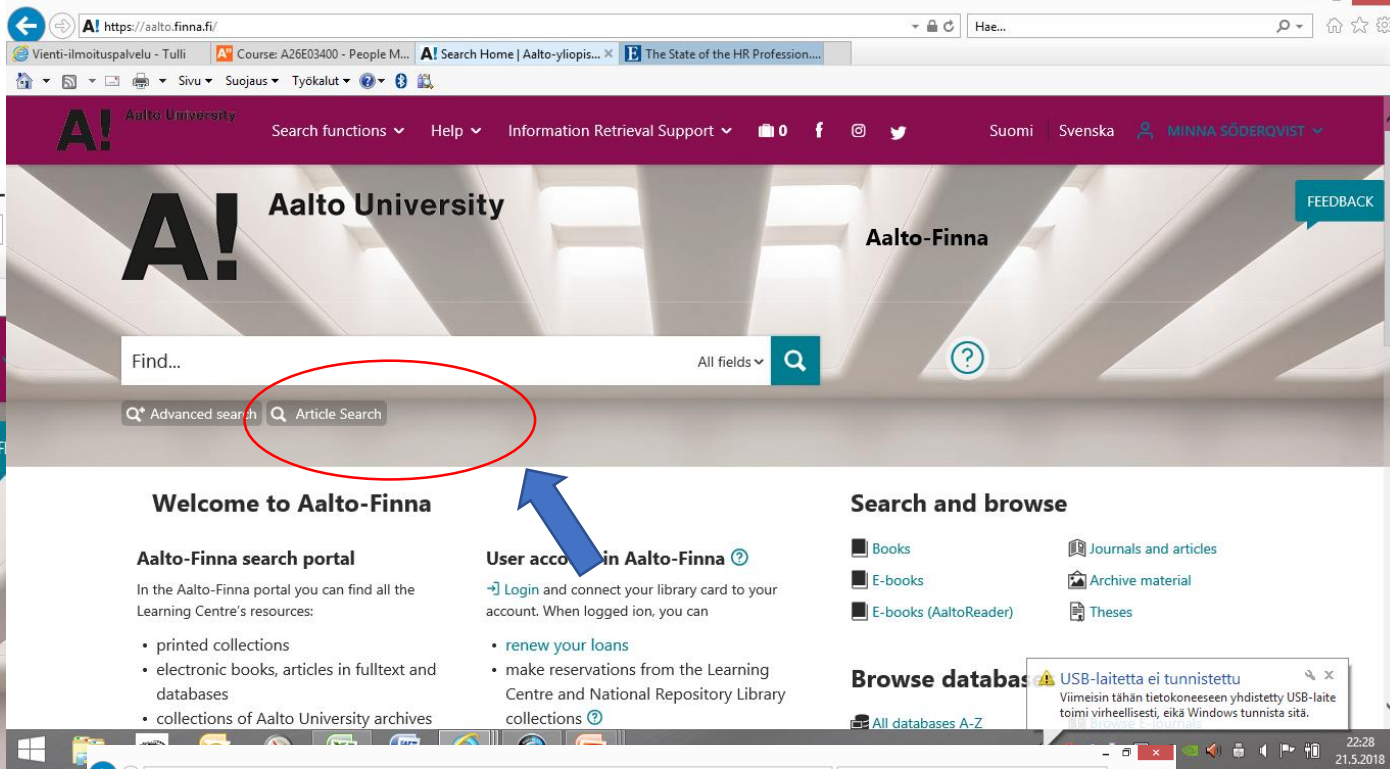 https://aalto.finna.fi/
Hae...
Vienti-ilmoituspalvelu - Tulli
Course: A26E03400 - People M...
Search Home | Aalto-yliopis...
The State of the HR Profession....
Sivu
Suojaus
Työkalut
A!
Aalto University
Search functions
Help
Information Retrieval Support
0
Suomi
Svenska
MINNA SÖDERQVIST
A!
Aalto University
FEEDBACK
Aalto-Finna
Find...
All fields
Advanced search
Article Search
Welcome to Aalto-Finna
Aalto-Finna search portal
In the Aalto-Finna portal you can find all the
Learning Centre's resources:
• printed collections
• electronic books, articles in fulltext and
databases
• collections of Aalto University archives
User acco in Aalto-Finna
Login and connect your library card to your
account. When logged ion, you can
• renew your loans
• make reservations from the Learning
Centre and National Repository Library
collections
Search and browse
Books
E-books
E-books (AaltoReader)
Journals and articles
Archive material
Theses
Browse databas
All databases A-Z
USB-laitetta ei tunnistettu
Viimeisin tähän tietokoneeseen yhdistetty USB-laite
toimi virheellisesti, eikä Windows tunnista sitä.
22:28
21.5.2018